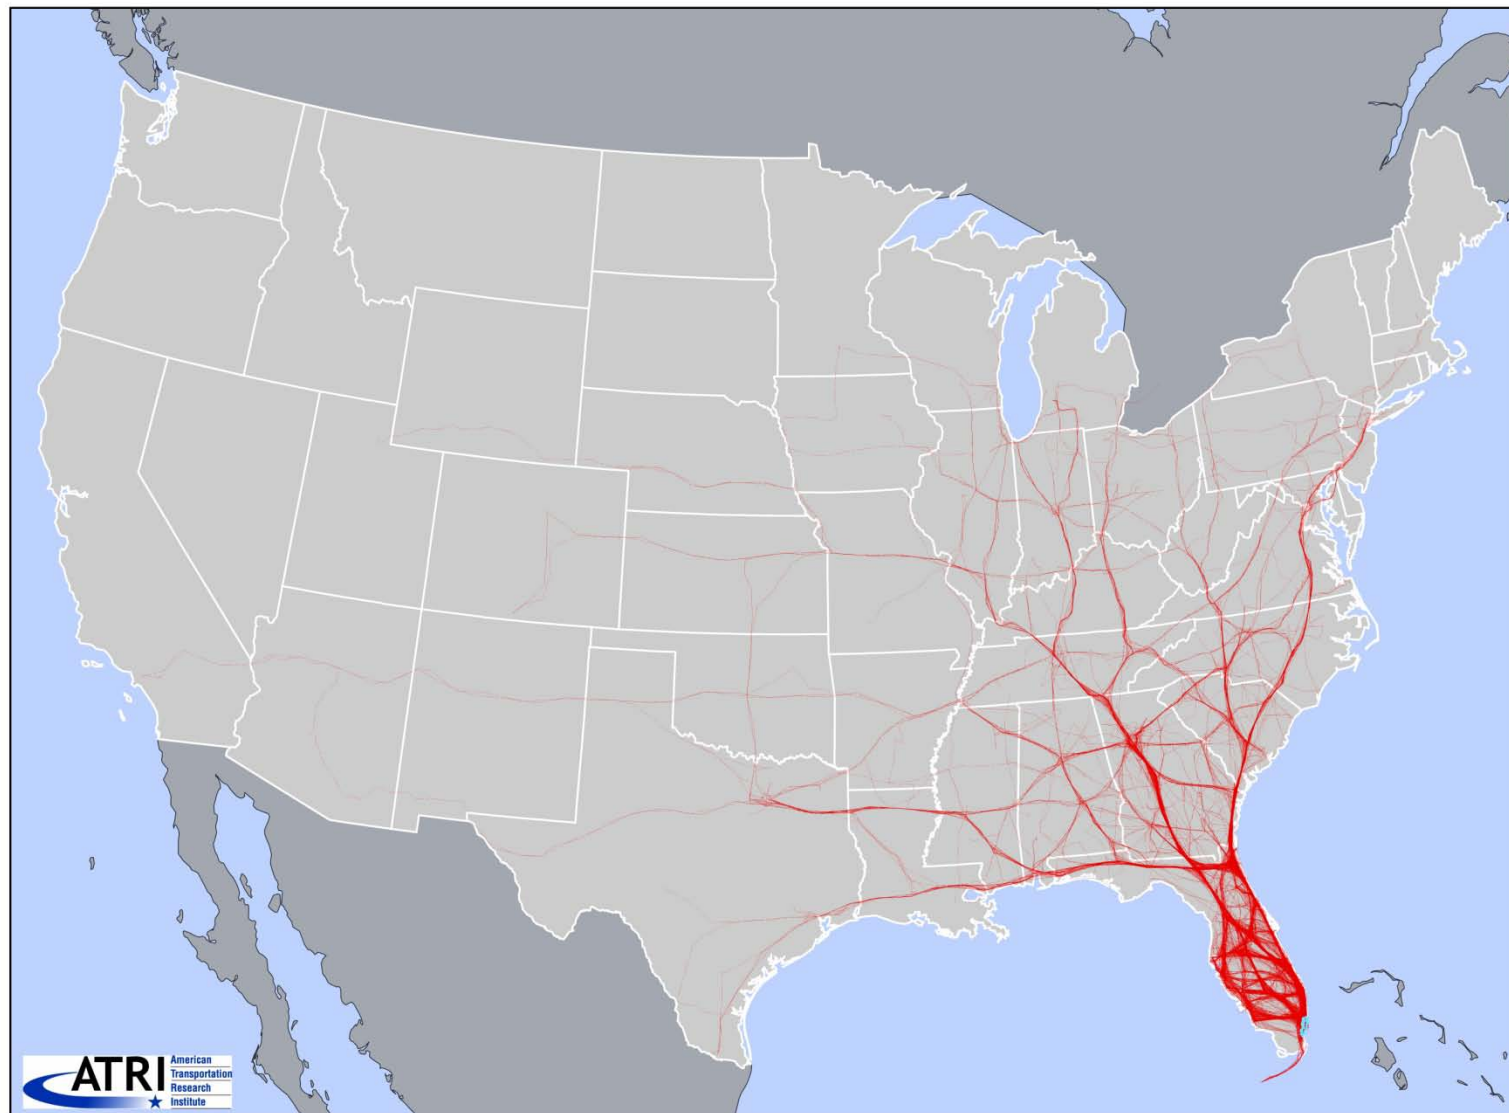 ATRI
American
Transportation
Research
Institute